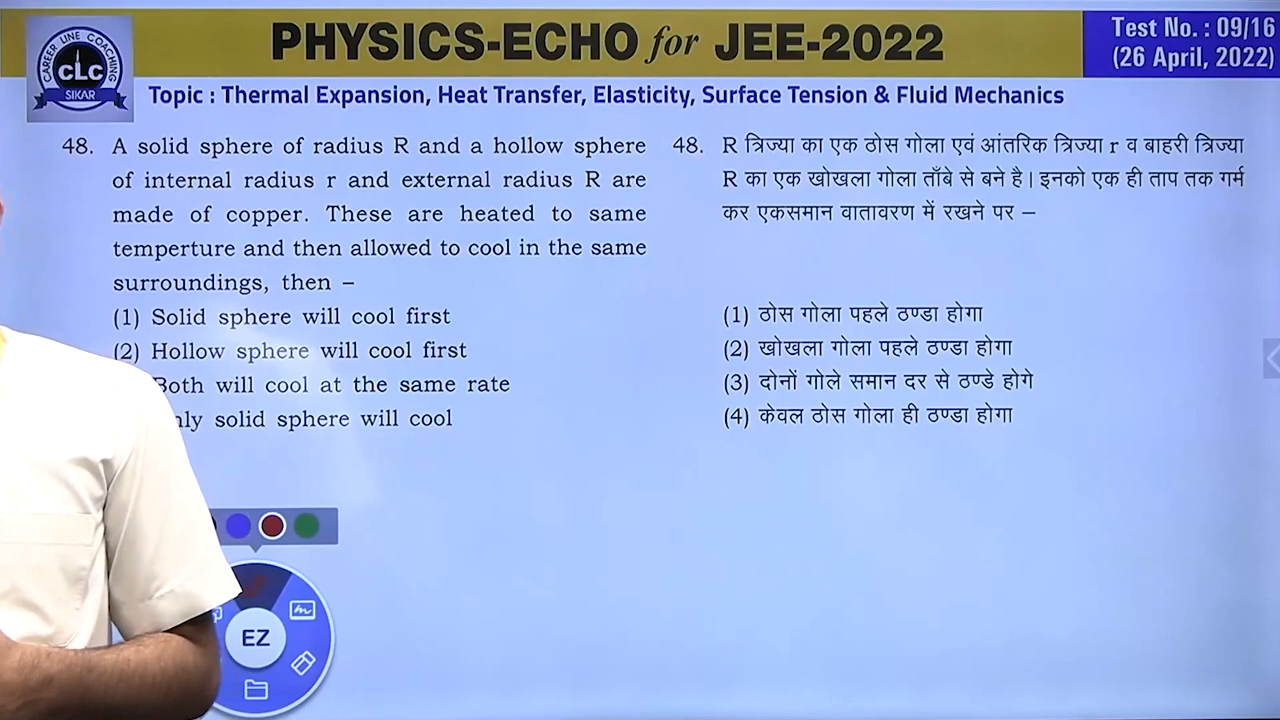 PHYSICS-ECHO for JEE-2022
Test No. : 09/16
(26 April, 2022)
CAREER LINE COACHING
CLC
SIKAR
Topic : Thermal Expansion, Heat Transfer, Elasticity, Surface Tension & Fluid Mechanics
48. A solid sphere of radius R and a hollow sphere
of internal radius r and external radius R are
made of copper. These are heated to same
temperture and then allowed to cool in the same
surroundings, then –
(1) Solid sphere will cool first
(2) Hollow sphere will cool first
Both will cool at the same rate
solid sphere will cool
48. R त्रिज्या का एक ठोस गोला एवं आंतरिक त्रिज्या r व बाहरी त्रिज्या
R का एक खोखला गोला ताँबे से बने है। इनको एक ही ताप तक गर्म
कर एकसमान वातावरण में रखने पर –
(1) ठोस गोला पहले ठण्डा होगा
(2) खोखला गोला पहले ठण्डा होगा
(3) दोनों गोले समान दर से ठण्डे होगे
(4) केवल ठोस गोला ही ठण्डा होगा
EZ